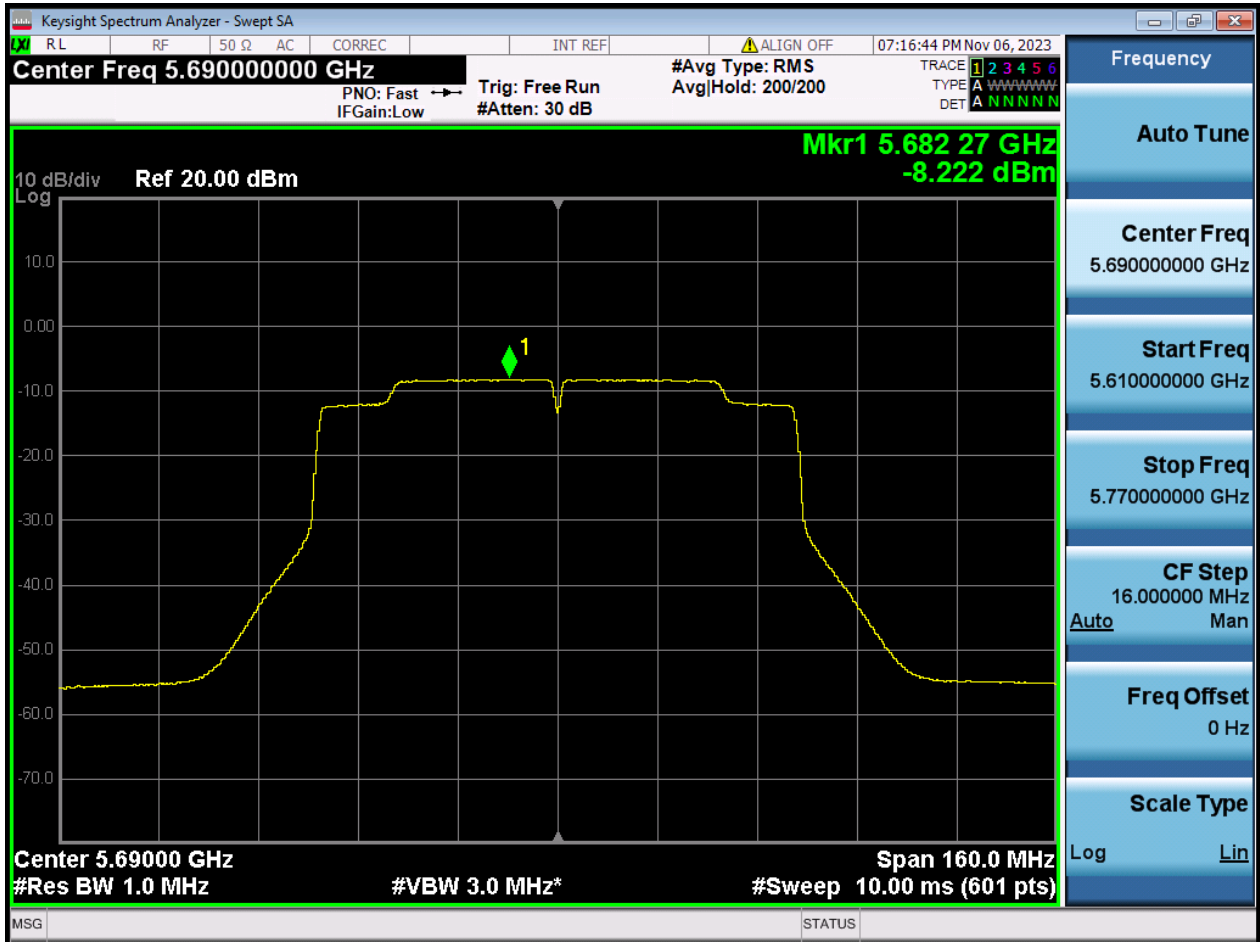 Keysight Spectrum Analyzer - Swept SA
LXI RL RF 50 Ω AC CORREC INT REF ALIGN OFF 07:16:44 PM Nov 06, 2023
Center Freq 5.690000000 GHz
PNO: Fast
IFGain:Low
Trig: Free Run
#Atten: 30 dB
#Avg Type: RMS
Avg|Hold: 200/200
TRACE 1 2 3 4 5 6
TYPE A WWWWW
DET A N N N N N
Mkr1 5.682 27 GHz
-8.222 dBm
10 dB/div
Log
Ref 20.00 dBm
1
10.0
0.00
-10.0
-20.0
-30.0
-40.0
-50.0
-60.0
-70.0
Center 5.69000 GHz
Span 160.0 MHz
#Res BW 1.0 MHz
#VBW 3.0 MHz*
#Sweep 10.00 ms (601 pts)
MSG
STATUS
Frequency
Auto Tune
Center Freq
5.690000000 GHz
Start Freq
5.610000000 GHz
Stop Freq
5.770000000 GHz
CF Step
16.000000 MHz
Auto Man
Freq Offset
0 Hz
Scale Type
Log Lin